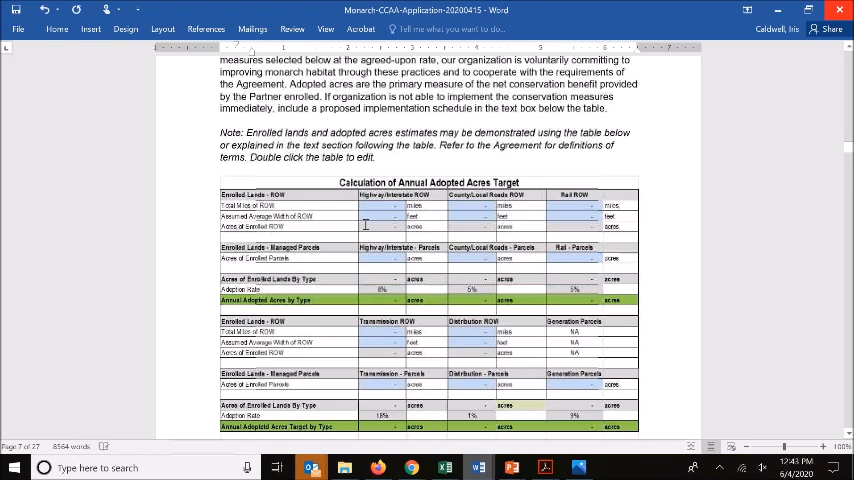 Monarch-CCAA-Application-20200415 - Word
Caldwell, Iris
File Home Insert Design Layout References Mailings Review View Acrobat Share
measures selected below at the agreed-upon rate, our organization is voluntarily committing to
improving monarch habitat through these practices and to cooperate with the requirements of
the Agreement. Adopted acres are the primary measure of the net conservation benefit provided
by the Partner enrolled. If organization is not able to implement the conservation measures
immediately, include a proposed implementation schedule in the text box below the table.
Note: Enrolled lands and adopted acres estimates may be demonstrated using the table below
or explained in the text section following the table. Refer to the Agreement for definitions of
terms. Double click the table to edit.
Calculation of Annual Adopted Acres Target
Enrolled Lands - ROW Highway/Interstate ROW County/Local Roads ROW Rail ROW
Total Miles of ROW - miles - miles - miles
Assumed Average Width of ROW - feet - feet - feet
Acres of Enrolled ROW - acres - acres - acres
Enrolled Lands - Managed Parcels Highway/Interstate - Parcels County/Local Roads - Parcels Rail - Parcels
Acres of Enrolled Parcels - acres - acres - acres
Acres of Enrolled Lands By Type - acres - acres - acres
Adoption Rate 8% 5% 5%
Annual Adopted Acres by Type - acres - acres - acres
Enrolled Lands - ROW Transmission ROW Distribution ROW Generation Parcels
Total Miles of ROW - miles - miles NA
Assumed Average Width of ROW - feet - feet NA
Acres of Enrolled ROW - acres - acres NA
Enrolled Lands - Managed Parcels Transmission - Parcels Distribution - Parcels Generation Parcels
Acres of Enrolled Parcels - acres - acres - acres
Acres of Enrolled Lands By Type - acres - acres - acres
Adoption Rate 18% 1% 9%
Annual Adopted Acres Target by Type - acres - acres - acres
Page 7 of 27 8564 words 100%
Type here to search
12:43 PM
6/4/2020